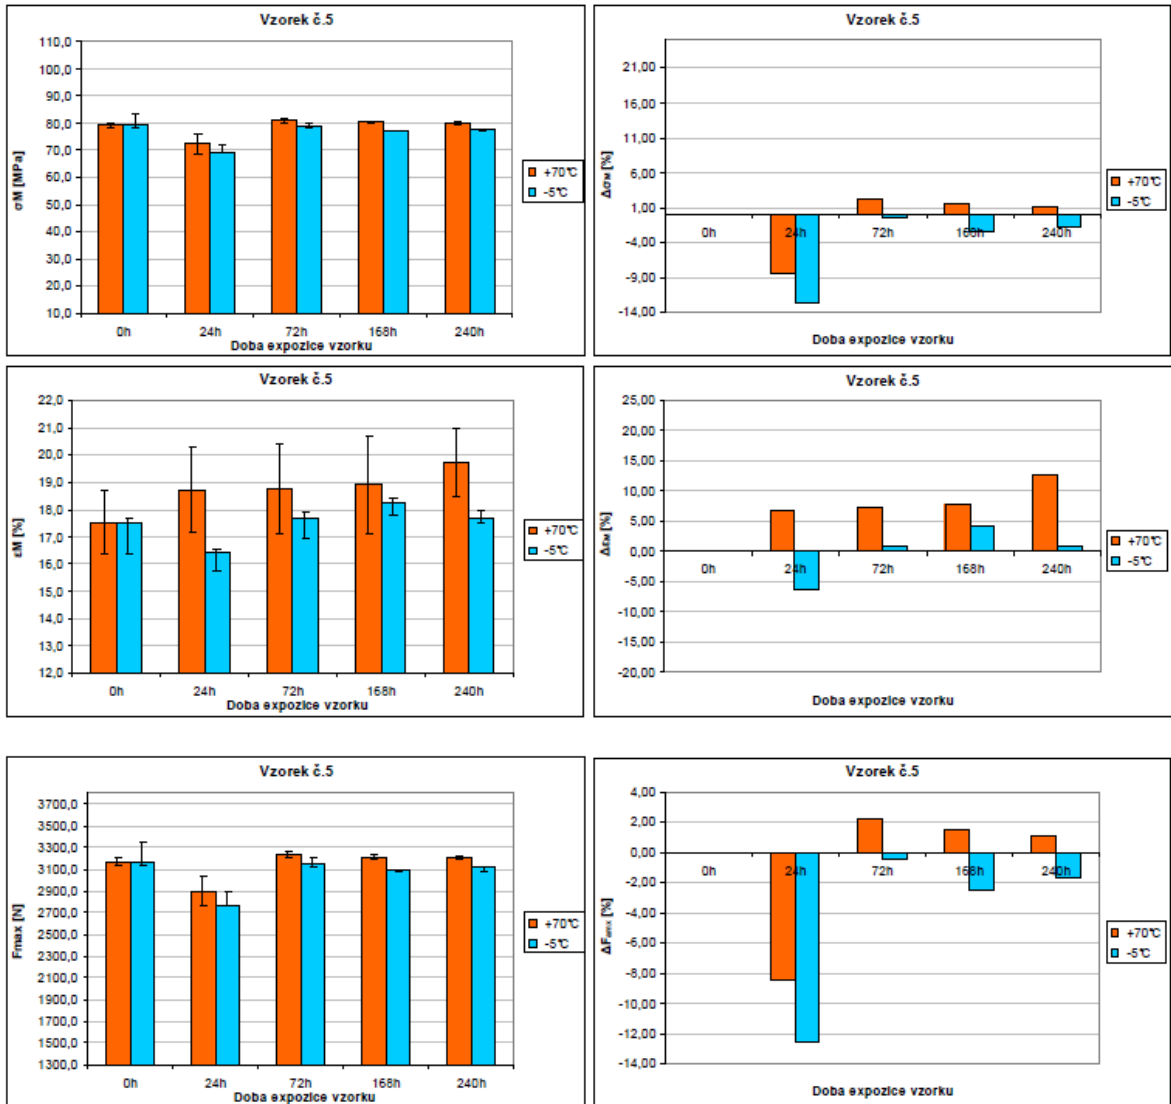 Vzorek č.5
110,0
100,0
90,0
80,0
70,0
60,0
50,0
40,0
30,0
20,0
10,0
σM [MPa]
0h 24h 72h 168h 240h
Doba expozice vzorku
+70°C
-5°C
Vzorek č.5
21,00
16,00
11,00
6,00
1,00
-4,00
-9,00
-14,00
ΔσM [%]
0h 24h 72h 168h 240h
Doba expozice vzorku
+70°C
-5°C
Vzorek č.5
22,0
21,0
20,0
19,0
18,0
17,0
16,0
15,0
14,0
13,0
12,0
εM [%]
0h 24h 72h 168h 240h
Doba expozice vzorku
+70°C
-5°C
Vzorek č.5
25,00
20,00
15,00
10,00
5,00
0,00
-5,00
-10,00
-15,00
-20,00
ΔεM [%]
0h 24h 72h 168h 240h
Doba expozice vzorku
+70°C
-5°C
Vzorek č.5
3700,0
3500,0
3300,0
3100,0
2900,0
2700,0
2500,0
2300,0
2100,0
1900,0
1700,0
1500,0
1300,0
Fmax [N]
0h 24h 72h 168h 240h
Doba expozice vzorku
+70°C
-5°C
Vzorek č.5
4,00
2,00
0,00
-2,00
-4,00
-6,00
-8,00
-10,00
-12,00
-14,00
[%]
0h 24h 72h 168h 240h
Doba expozice vzorku
+70°C
-5°C